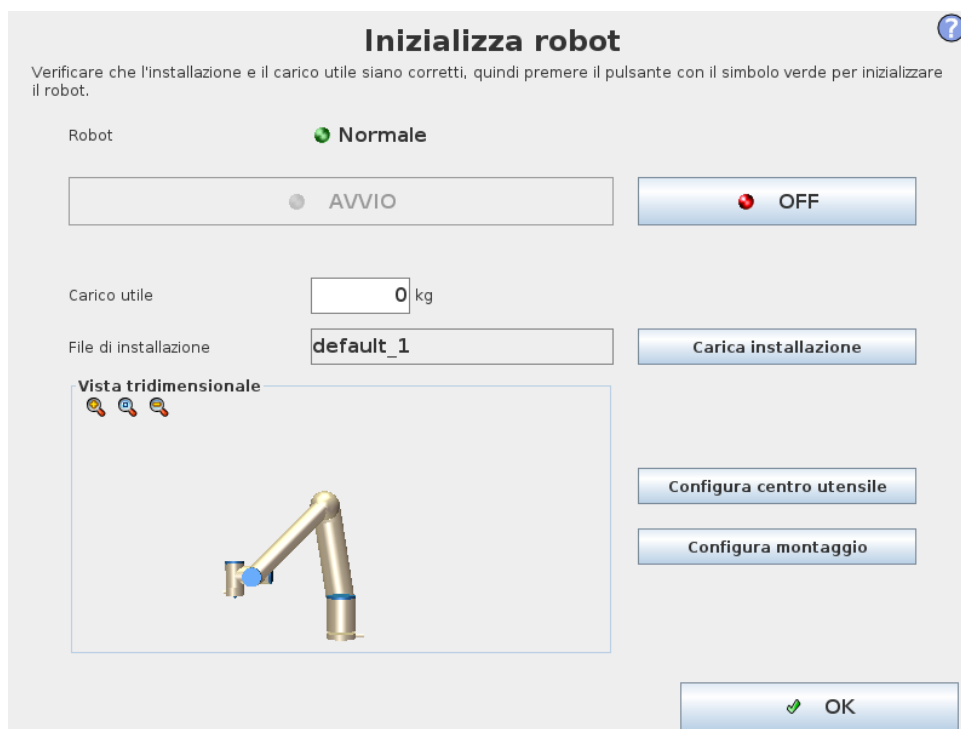 Inizializza robot
?
Verificare che l'installazione e il carico utile siano corretti, quindi premere il pulsante con il simbolo verde per inizializzare
il robot.
Robot
Normale
AVVIO
OFF
Carico utile
0 kg
File di installazione
default_1
Carica installazione
Vista tridimensionale
Configura centro utensile
Configura montaggio
OK